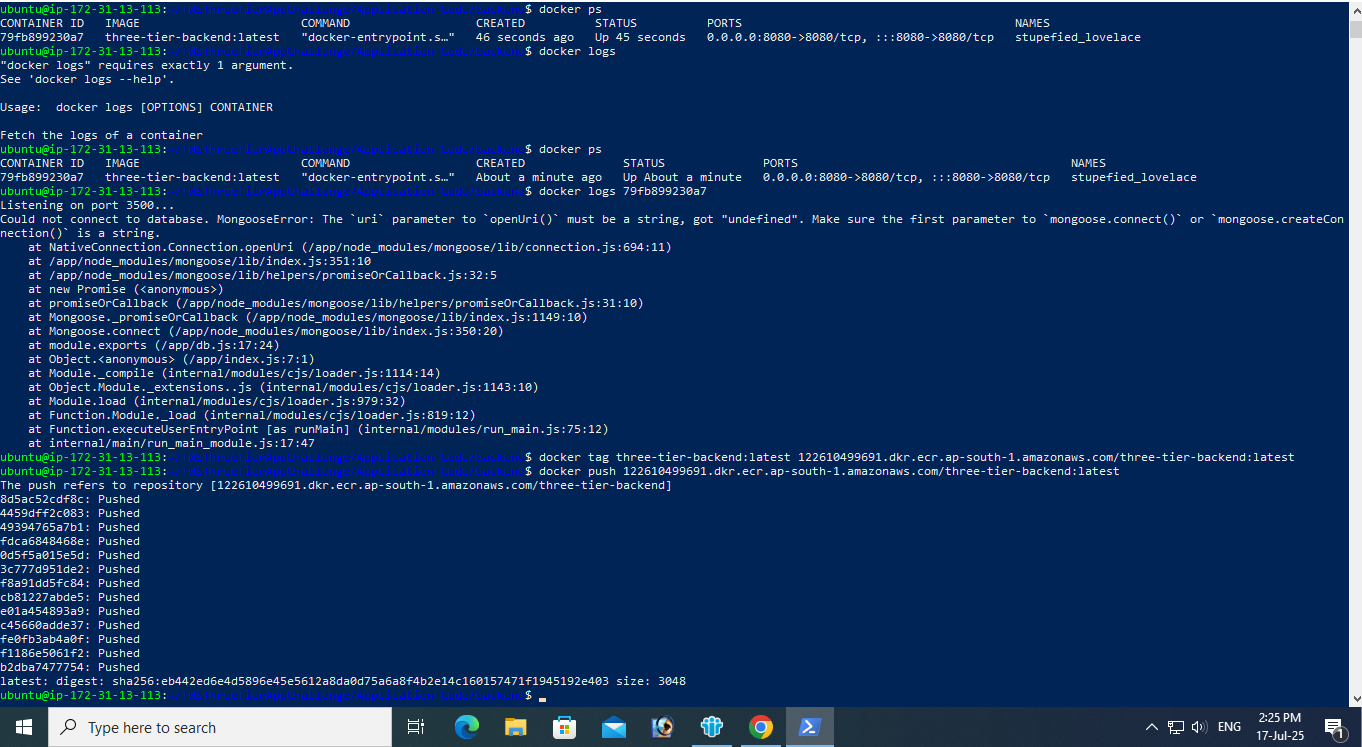 ubuntu@ip-172-31-13-113:$ docker ps
CONTAINER ID   IMAGE                       COMMAND                  CREATED          STATUS          PORTS                                       NAMES
79fb899230a7   three-tier-backend:latest   "docker-entrypoint.s…"   46 seconds ago   Up 45 seconds   0.0.0.0:8080->8080/tcp, :::8080->8080/tcp   stupefied_lovelace
ubuntu@ip-172-31-13-113:$ docker logs
"docker logs" requires exactly 1 argument.
See 'docker logs --help'.
Usage:  docker logs [OPTIONS] CONTAINER
Fetch the logs of a container
ubuntu@ip-172-31-13-113:$ docker ps
CONTAINER ID   IMAGE                       COMMAND                  CREATED              STATUS              PORTS                                       NAMES
79fb899230a7   three-tier-backend:latest   "docker-entrypoint.s…"   About a minute ago   Up About a minute   0.0.0.0:8080->8080/tcp, :::8080->8080/tcp   stupefied_lovelace
ubuntu@ip-172-31-13-113:$ docker logs 79fb899230a7
Listening on port 3500...
Could not connect to database. MongooseError: The `uri` parameter to `openUri()` must be a string, got "undefined". Make sure the first parameter to `mongoose.connect()` or `mongoose.createCon
nection()` is a string.
    at NativeConnection.Connection.openUri (/app/node_modules/mongoose/lib/connection.js:694:11)
    at /app/node_modules/mongoose/lib/index.js:351:10
    at /app/node_modules/mongoose/lib/helpers/promiseOrCallback.js:32:5
    at new Promise (<anonymous>)
    at promiseOrCallback (/app/node_modules/mongoose/lib/helpers/promiseOrCallback.js:31:10)
    at Mongoose._promiseOrCallback (/app/node_modules/mongoose/lib/index.js:1149:10)
    at Mongoose.connect (/app/node_modules/mongoose/lib/index.js:350:20)
    at module.exports (/app/db.js:17:24)
    at Object.<anonymous> (/app/index.js:7:1)
    at Module._compile (internal/modules/cjs/loader.js:1114:14)
    at Object.Module._extensions..js (internal/modules/cjs/loader.js:1143:10)
    at Module.load (internal/modules/cjs/loader.js:979:32)
    at Function.Module._load (internal/modules/cjs/loader.js:819:12)
    at Function.executeUserEntryPoint [as runMain] (internal/modules/run_main.js:75:12)
    at internal/main/run_main_module.js:17:47
ubuntu@ip-172-31-13-113:$ docker tag three-tier-backend:latest 122610499691.dkr.ecr.ap-south-1.amazonaws.com/three-tier-backend:latest
ubuntu@ip-172-31-13-113:$ docker push 122610499691.dkr.ecr.ap-south-1.amazonaws.com/three-tier-backend:latest
The push refers to repository [122610499691.dkr.ecr.ap-south-1.amazonaws.com/three-tier-backend]
8d5ac52cdf8c: Pushed
4459dff2c083: Pushed
49394765a7b1: Pushed
fdca6848468e: Pushed
0d5f5a015e5d: Pushed
3c777d951de2: Pushed
f8a91dd5fc84: Pushed
cb81227abde5: Pushed
e01a454893a9: Pushed
c45660adde37: Pushed
fe0fb3ab4a0f: Pushed
f1186e5061f2: Pushed
b2dba7477754: Pushed
latest: digest: sha256:eb442ed6e4d5896e45e5612a8da0d75a6a8f4b2e14c160157471f1945192e403 size: 3048
ubuntu@ip-172-31-13-113:$
Type here to search
ENG
2:25 PM
17-Jul-25
1